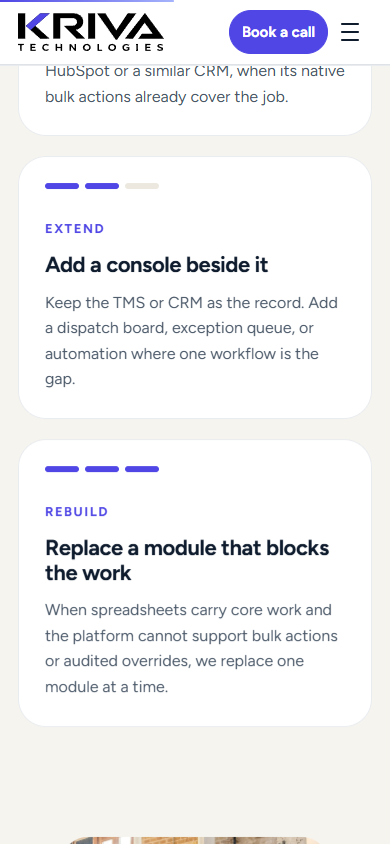 KRIVA
TECHNOLOGIES
Book a call
HubSpot or a similar CRM, when its native
bulk actions already cover the job.
EXTEND
Add a console beside it
Keep the TMS or CRM as the record. Add
a dispatch board, exception queue, or
automation where one workflow is the
gap.
REBUILD
Replace a module that blocks
the work
When spreadsheets carry core work and
the platform cannot support bulk actions
or audited overrides, we replace one
module at a time.